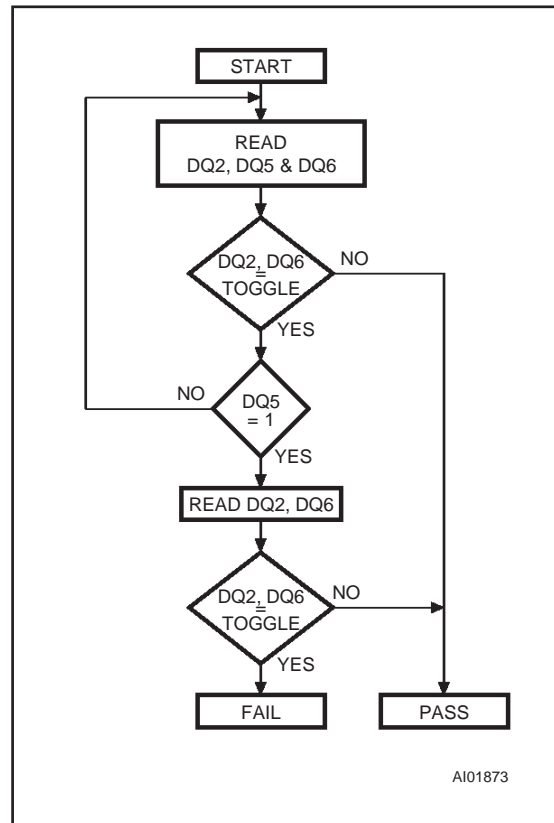 START
READ
DQ2, DQ5 & DQ6
DQ2, DQ6
=
TOGGLE
NO
YES
NO
DQ5
= 1
YES
READ DQ2, DQ6
DQ2, DQ6
=
TOGGLE
NO
YES
FAIL
PASS
AI01873